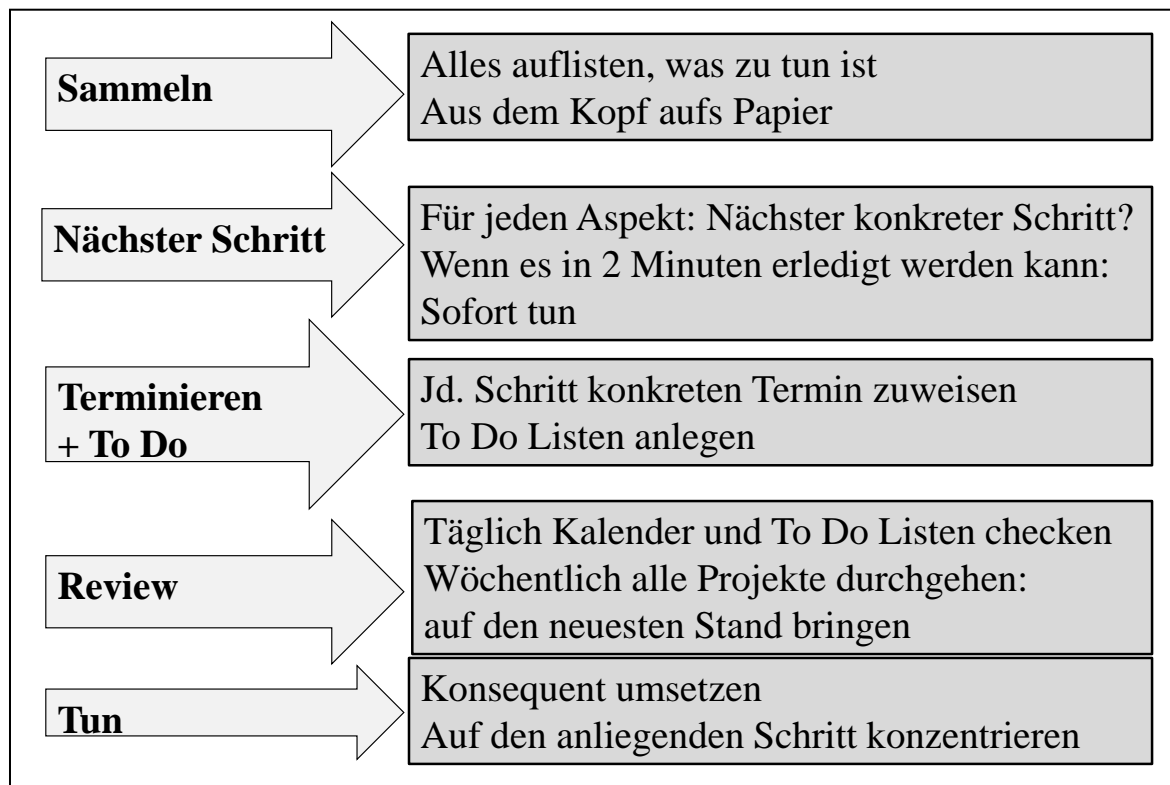 Sammeln
Alles auflisten, was zu tun ist
Aus dem Kopf aufs Papier
Nächster Schritt
Für jeden Aspekt: Nächster konkreter Schritt?
Wenn es in 2 Minuten erledigt werden kann:
Sofort tun
Terminieren
+ To Do
Jd. Schritt konkreten Termin zuweisen
To Do Listen anlegen
Review
Täglich Kalender und To Do Listen checken
Wöchentlich alle Projekte durchgehen:
auf den neuesten Stand bringen
Tun
Konsequent umsetzen
Auf den anliegenden Schritt konzentrieren